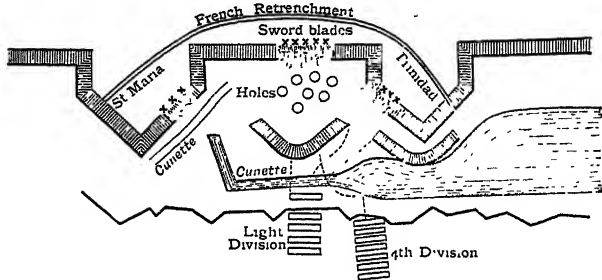 French Retrenchment
Sword blades
St Maria
Trinidad
Holes
Cunette
Cunette
Light
Division
4th Division